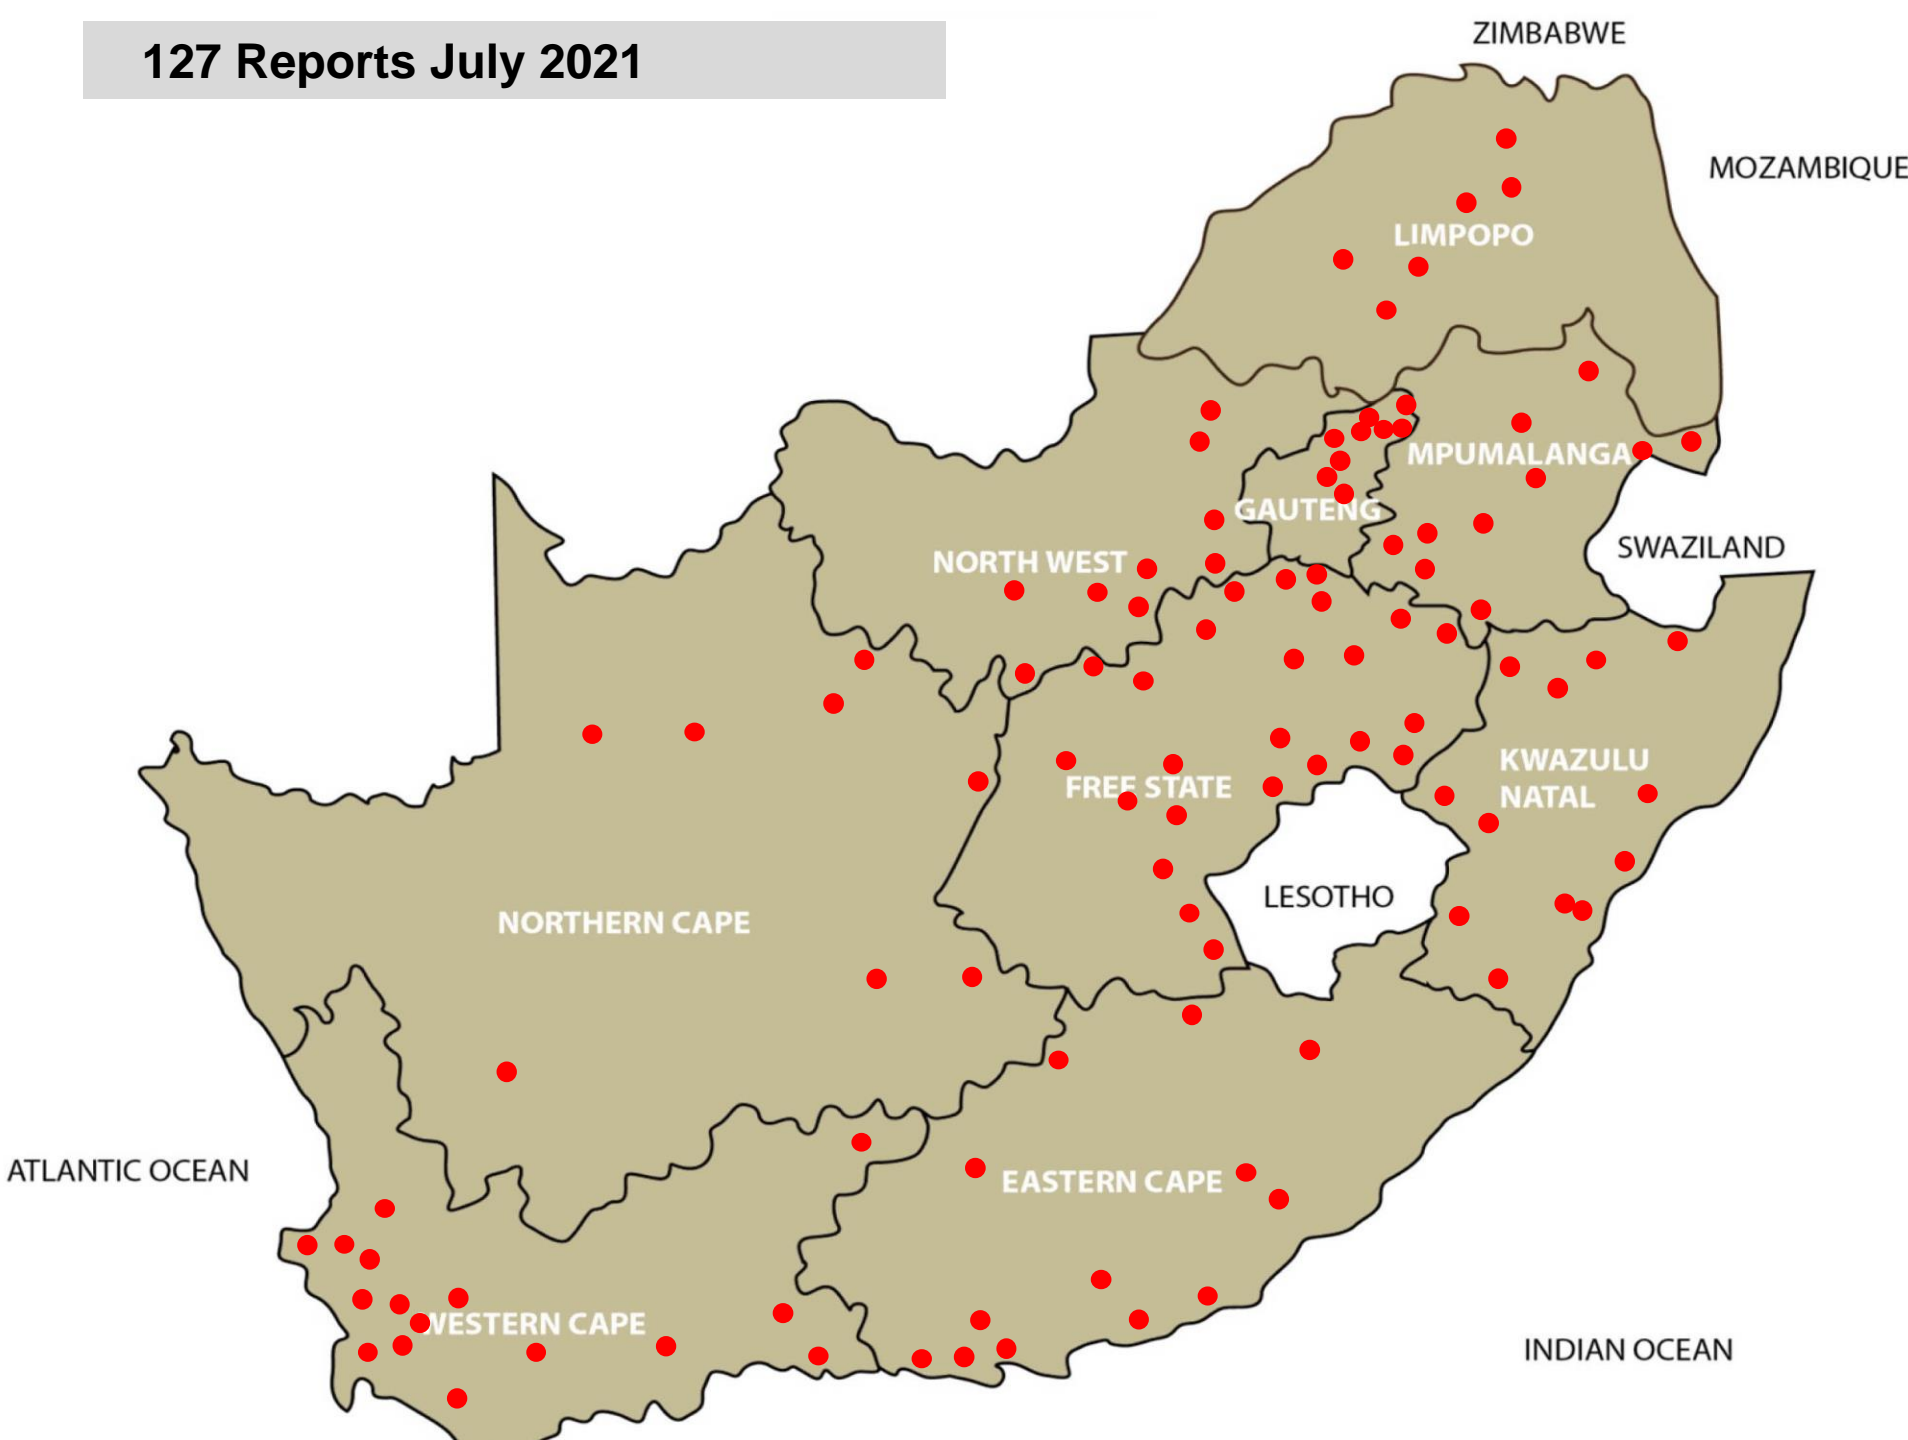 127 Reports July 2021
ZIMBABWE
MOZAMBIQUE
LIMPOPO
MPUMALANGA
GAUTENG
SWAZILAND
NORTH WEST
KWAZULU
NATAL
FREE STATE
LESOTHO
NORTHERN CAPE
ATLANTIC OCEAN
EASTERN CAPE
WESTERN CAPE
INDIAN OCEAN